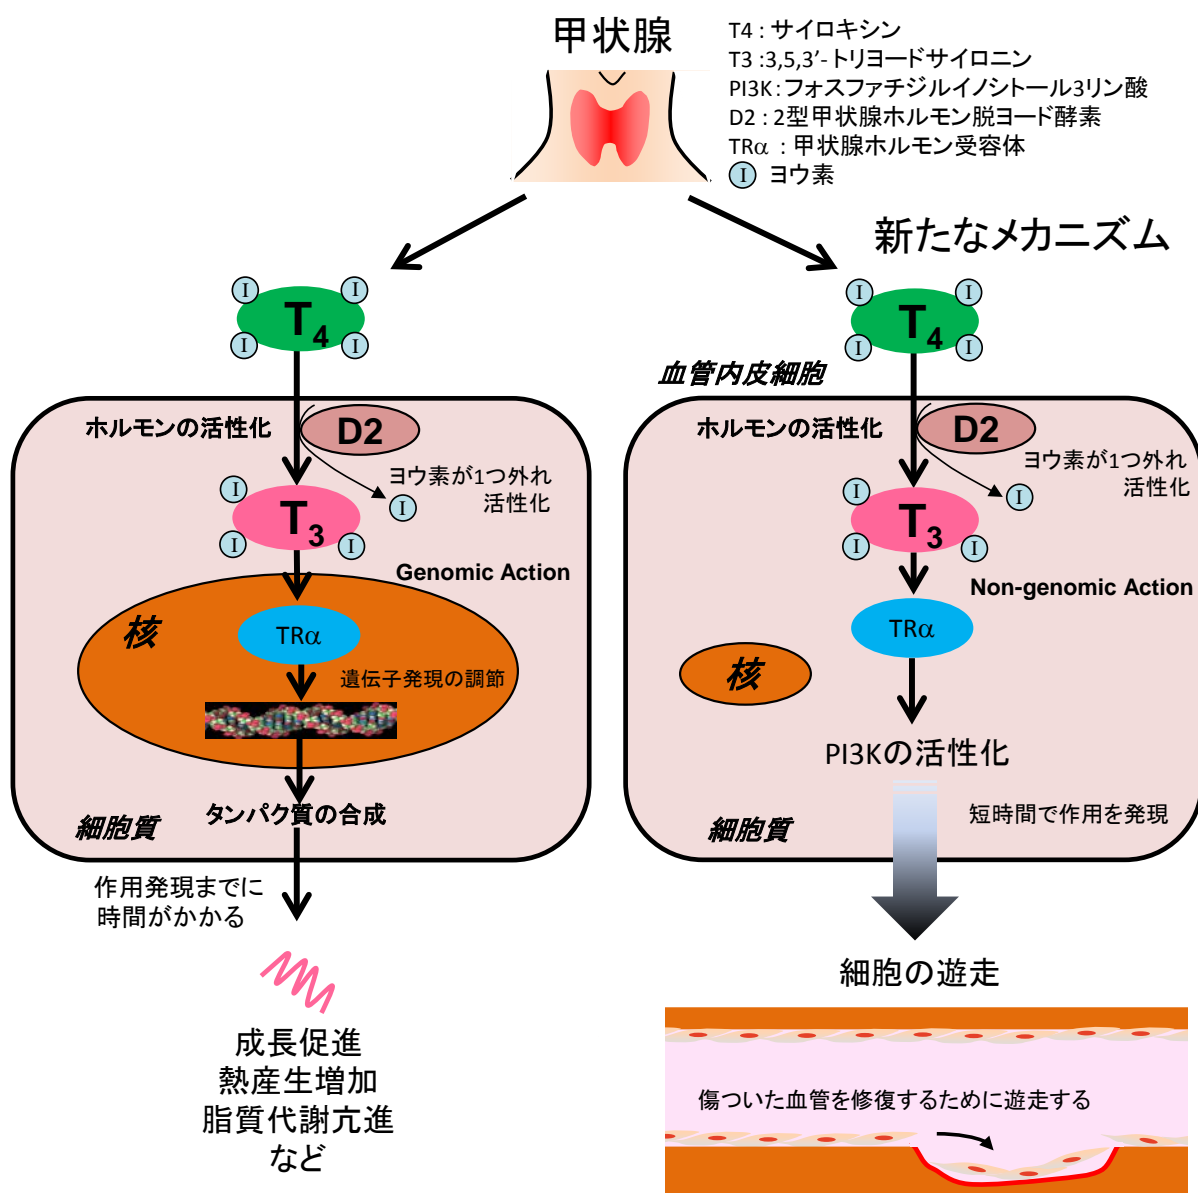 甲状腺
T4 : サイロキシン
T3 :3,5,3’- トリヨードサイロニン
PI3K : フォスファチジルイノシトール3リン酸
D2 : 2型甲状腺ホルモン脱ヨード酵素
TRα : 甲状腺ホルモン受容体
I ヨウ素
新たなメカニズム
I I
T4
I I
ホルモンの活性化
D2
ヨウ素が1つ外れ
活性化
I
I
T3
I I
Genomic Action
核
TRα
遺伝子発現の調節
タンパク質の合成
細胞質
作用発現までに
時間がかかる
成長促進
熱産生増加
脂質代謝亢進
など
I I
T4
I I
血管内皮細胞
ホルモンの活性化
D2
ヨウ素が1つ外れ
活性化
I
I
T3
I I
Non-genomic Action
TRα
核
PI3Kの活性化
短時間で作用を発現
細胞質
細胞の遊走
傷ついた血管を修復するために遊走する